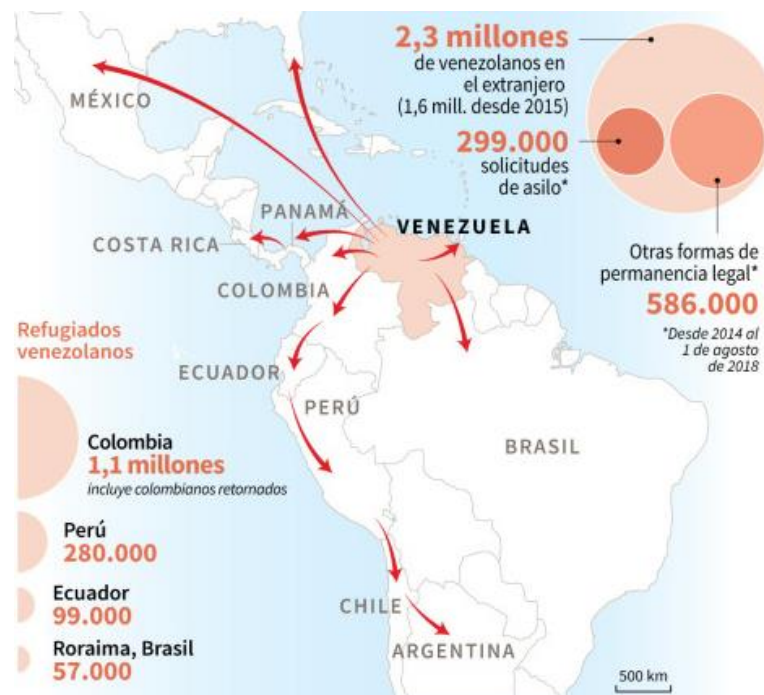 2,3 millones
de venezolanos en
el extranjero
(1,6 mill. desde 2015)
299.000
solicitudes
de asilo*
Otras formas de
permanencia legal*
586.000
*Desde 2014 al
1 de agosto
de 2018
MÉXICO
PANAMÁ
VENEZUELA
COSTA RICA
COLOMBIA
ECUADOR
PERÚ
BRASIL
CHILE
ARGENTINA
Refugiados
venezolanos
Colombia
1,1 millones
incluye colombianos retornados
Perú
280.000
Ecuador
99.000
Roraima, Brasil
57.000
500 km